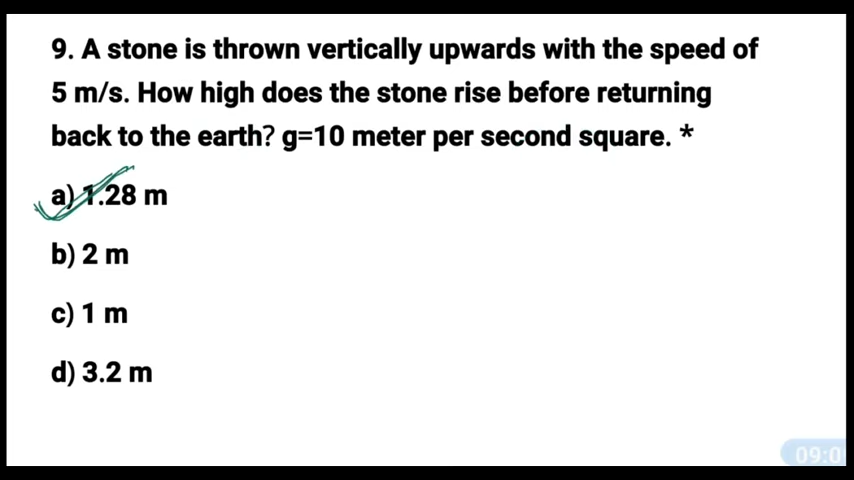 9. A stone is thrown vertically upwards with the speed of
5 m/s. How high does the stone rise before returning
back to the earth? g=10 meter per second square. *
a) 1.28 m
b) 2 m
c) 1 m
d) 3.2 m